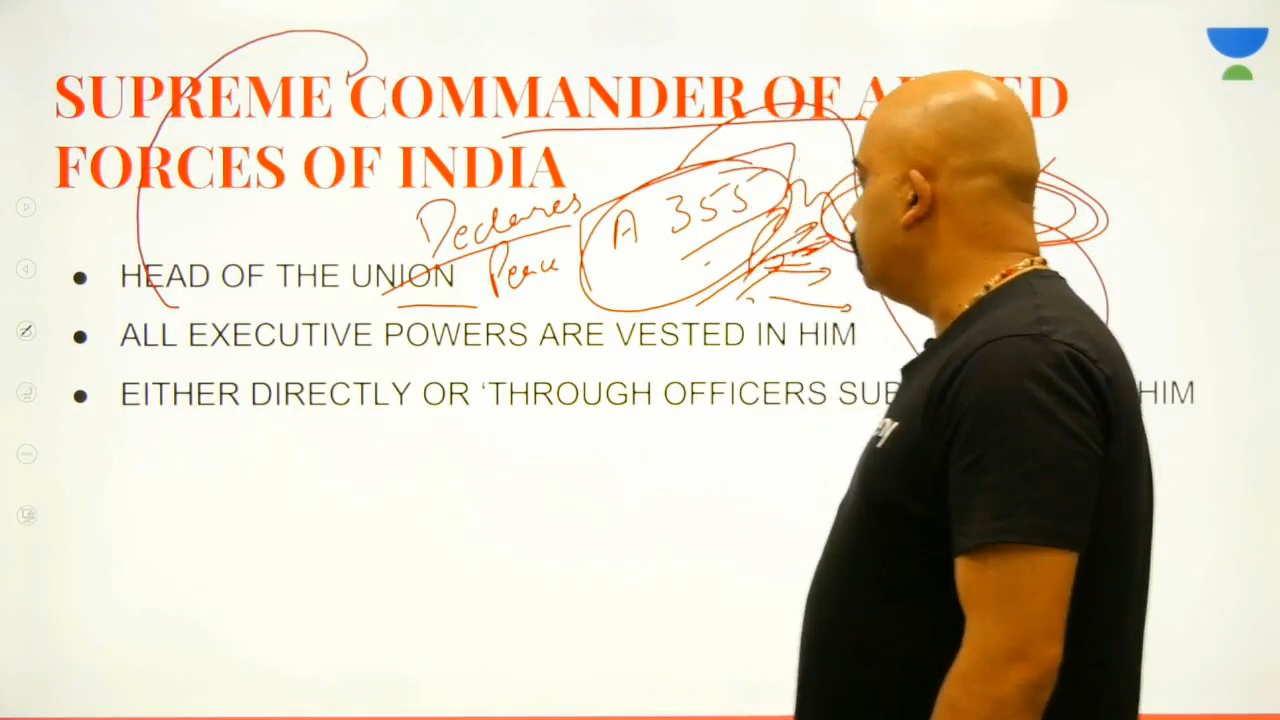 SUPREME COMMANDER OF A ED
FORCES OF INDIA
Declares
A 355
Peace
HEAD OF THE UNION
ALL EXECUTIVE POWERS ARE VESTED IN HIM
EITHER DIRECTLY OR ‘THROUGH OFFICERS SUB HIM